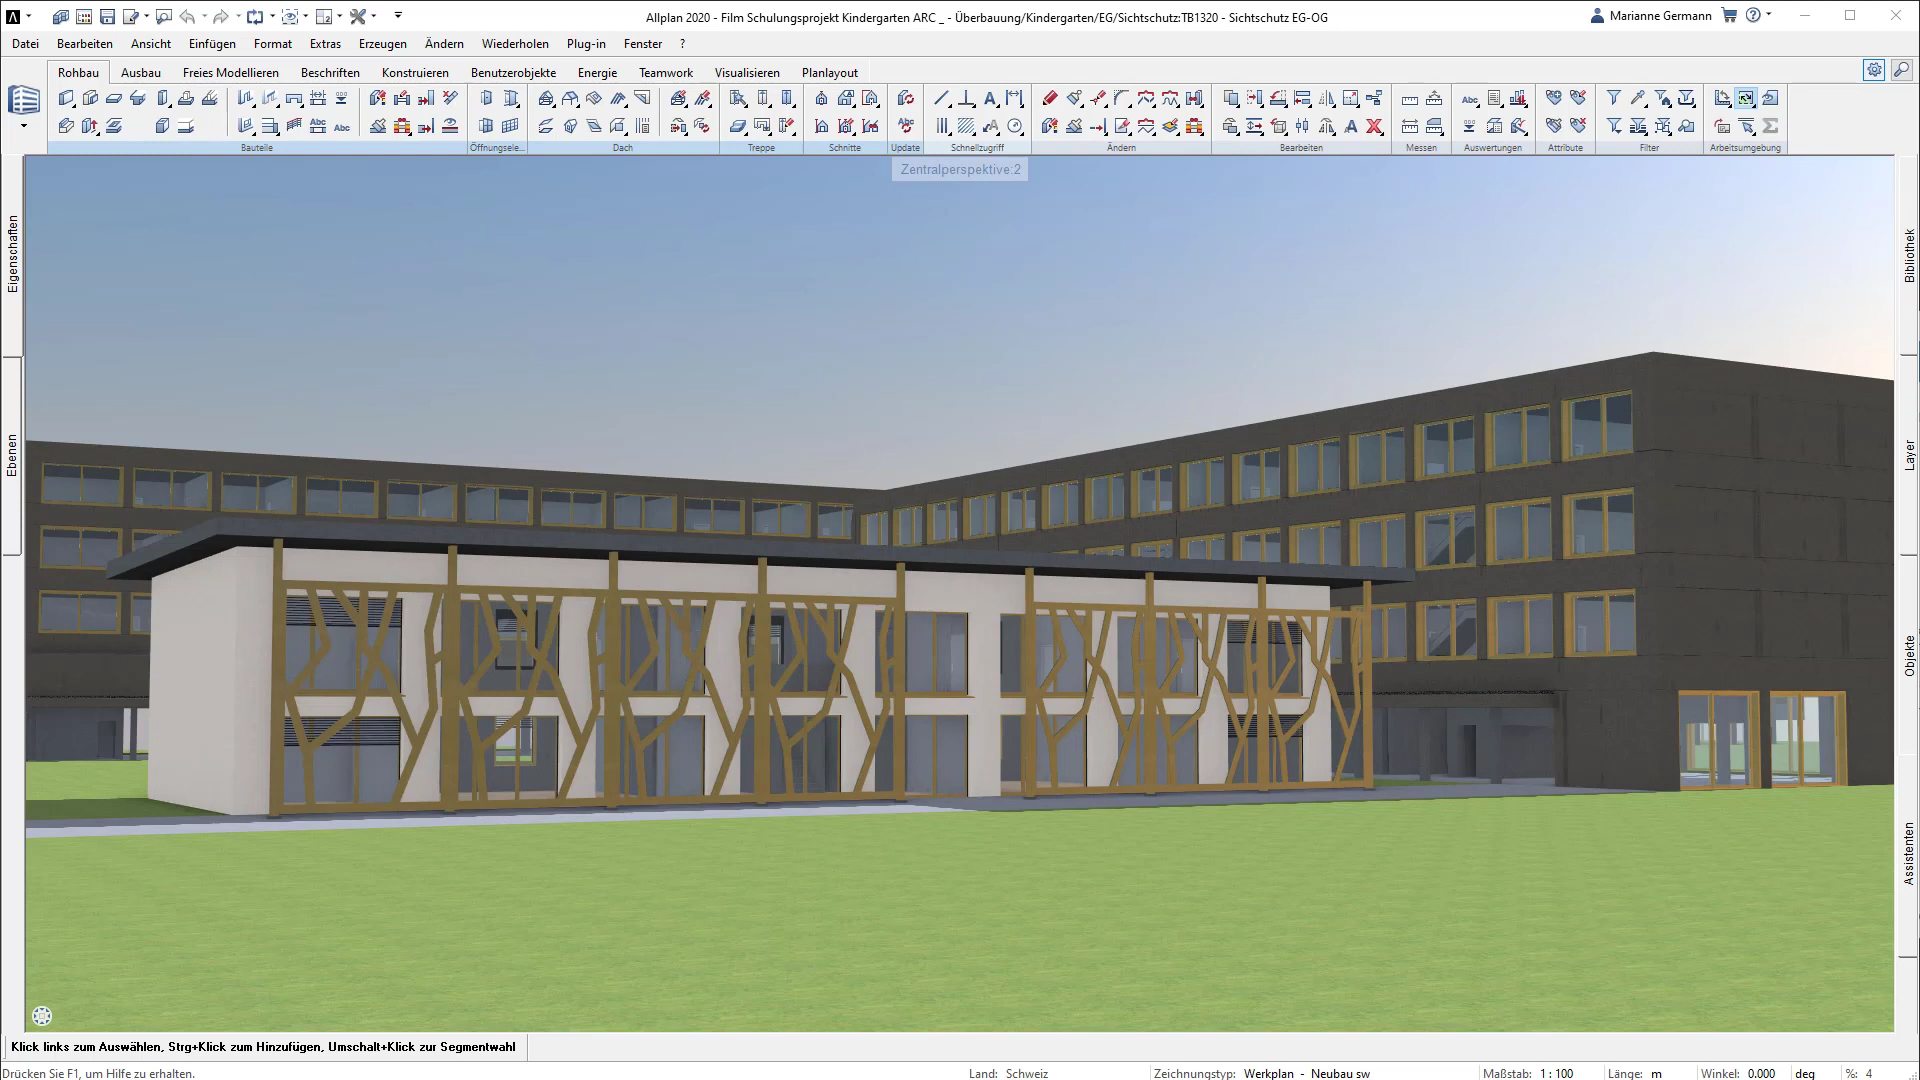 Allplan 2020 - Film Schulungsprojekt Kindergarten ARC _ - Überbauung/Kindergarten/EG/Sichtschutz:TB1320 - Sichtschutz EG-OG
Marianne Germann
Datei Bearbeiten Ansicht Einfügen Format Extras Erzeugen Ändern Wiederholen Plug-in Fenster ?
Rohbau Ausbau Freies Modellieren Beschriften Konstruieren Benutzerobjekte Energie Teamwork Visualisieren Planlayout
Bauteile Öffnungsele... Dach Treppe Schnitte Update Schnellzugriff Ändern Bearbeiten Messen Auswertungen Attribute Filter Arbeitsumgebung
Zentralperspektive:2
Eigenschaften
Ebenen
Bibliothek
Layer
Objekte
Assistenten
Klick links zum Auswählen, Strg+Klick zum Hinzufügen, Umschalt+Klick zur Segmentwahl
Drücken Sie F1, um Hilfe zu erhalten. Land: Schweiz Zeichnungstyp: Werkplan - Neubau sw Maßstab: 1 : 100 Länge: m Winkel: 0.000 deg %: 4